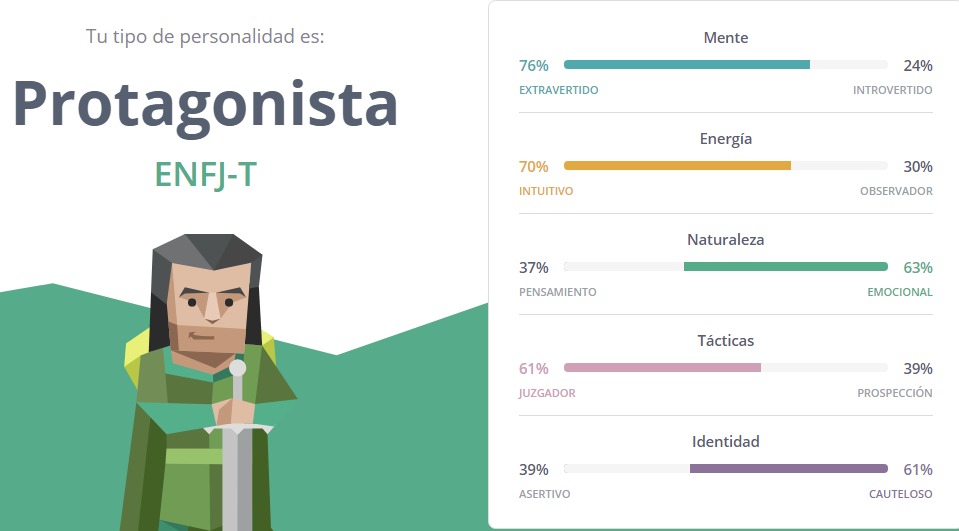 Tu tipo de personalidad es:
Protagonista
ENFJ-T
Mente
76% 24%
EXTRAVERTIDO INTROVERTIDO
Energía
70% 30%
INTUITIVO OBSERVADOR
Naturaleza
37% 63%
PENSAMIENTO EMOCIONAL
Tácticas
61% 39%
JUZGADOR PROSPECCIÓN
Identidad
39% 61%
ASERTIVO CAUTELOSO